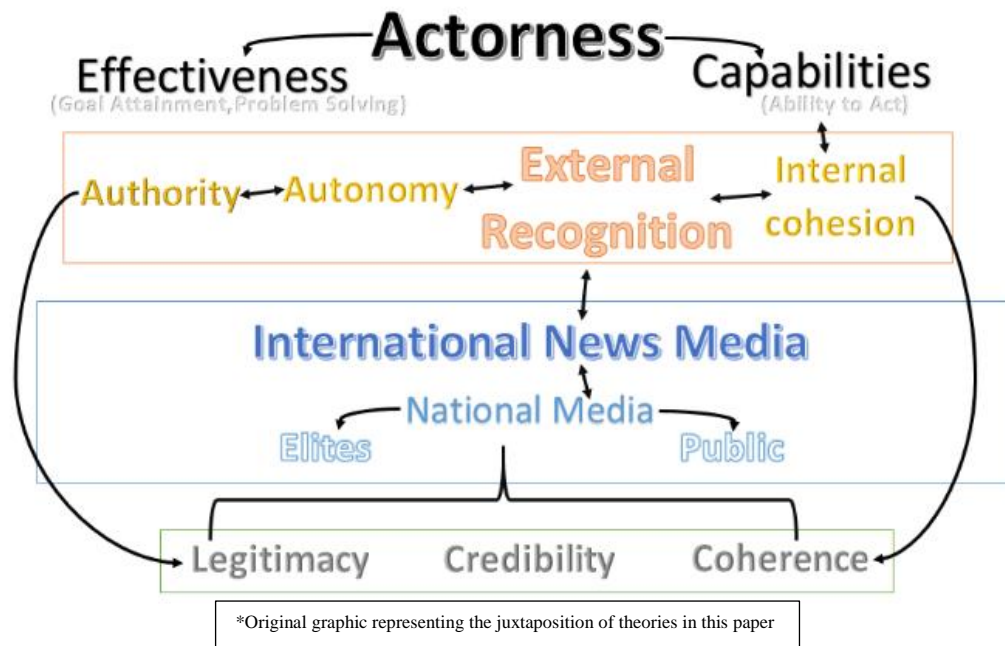 Actorness
Effectiveness
(Goal Attainment,Problem Solving)
Capabilities
(Ability to Act)
Authority
Autonomy
External
Recognition
Internal
cohesion
International News Media
National Media
Elites
Public
Legitimacy
Credibility
Coherence
*Original graphic representing the juxtaposition of theories in this paper